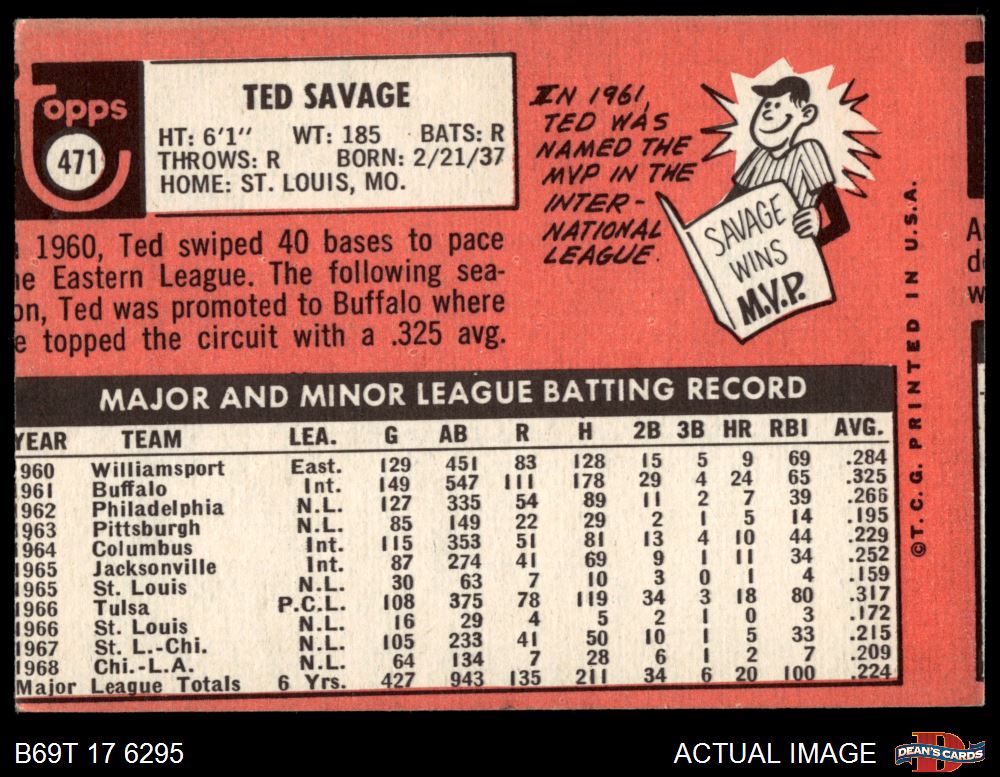 Topps
471
TED SAVAGE
HT: 6'1" WT: 185 BATS: R
THROWS: R BORN: 2/21/37
HOME: ST. LOUIS, MO.
1960, Ted swiped 40 bases to pace
Eastern League. The following sea-
on, Ted was promoted to Buffalo where
e topped the circuit with a .325 avg.
IN 1961,
TED WAS
NAMED THE
MVP IN THE
INTER-
NATIONAL
LEAGUE.
SAVAGE
WINS
M.V.P.
MAJOR AND MINOR LEAGUE BATTING RECORD
YEAR TEAM LEA. G AB R H 2B 3B HR RBI AVG.
1960 Williamsport East. 129 451 83 128 15 5 9 69 .284
1961 Buffalo Int. 149 547 111 178 29 4 24 65 .325
1962 Philadelphia N.L. 127 335 54 89 11 2 7 39 .266
1963 Pittsburgh N.L. 85 149 22 29 2 1 5 14 .195
1964 Columbus Int. 115 353 51 81 13 4 10 44 .229
1965 Jacksonville Int. 87 274 41 69 9 1 11 34 .252
1965 St. Louis N.L. 30 63 7 10 3 0 1 4 .159
1966 Tulsa P.C.L. 108 375 78 119 34 3 18 80 .317
1966 St. Louis N.L. 16 29 4 5 2 1 0 3 .172
1967 St. L.-Chi. N.L. 105 233 41 50 10 1 5 33 .215
1968 Chi.-L.A. N.L. 64 134 7 28 6 1 2 7 .209
Major League Totals 6 Yrs. 427 943 135 211 34 6 20 100 .224
©T.C.G. PRINTED IN U.S.A.
B69T 17 6295
ACTUAL IMAGE
D
DEAN'S CARDS